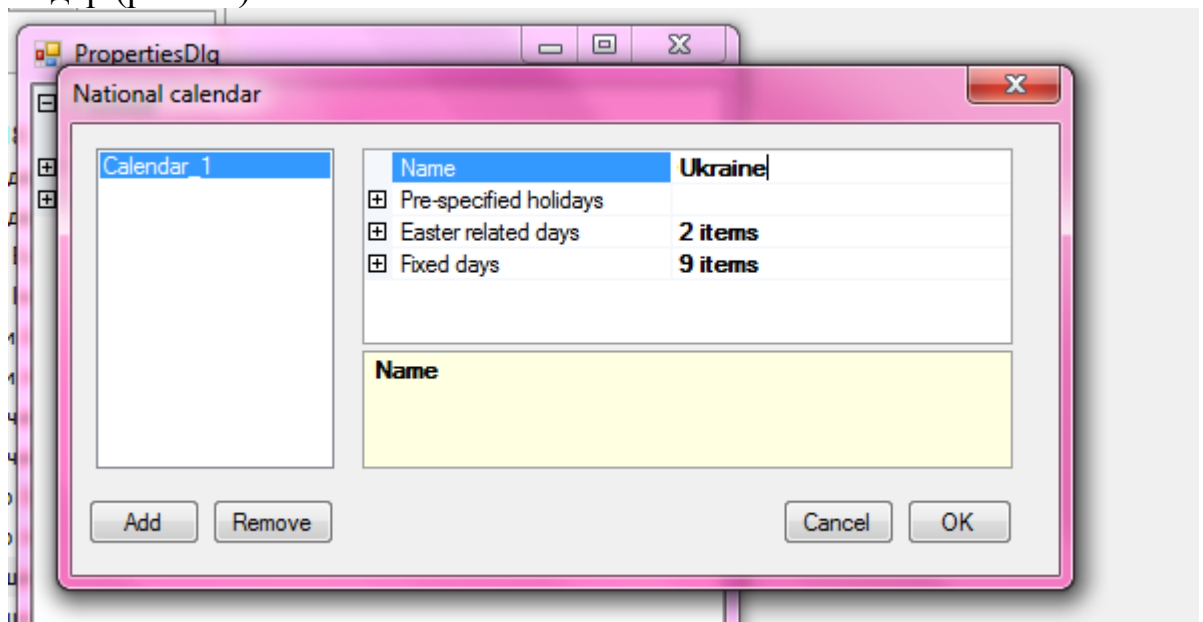 PropertiesDlg
National calendar
Calendar_1
Name Ukraine
Pre-specified holidays
Easter related days 2 items
Fixed days 9 items
Name
Add Remove Cancel OK